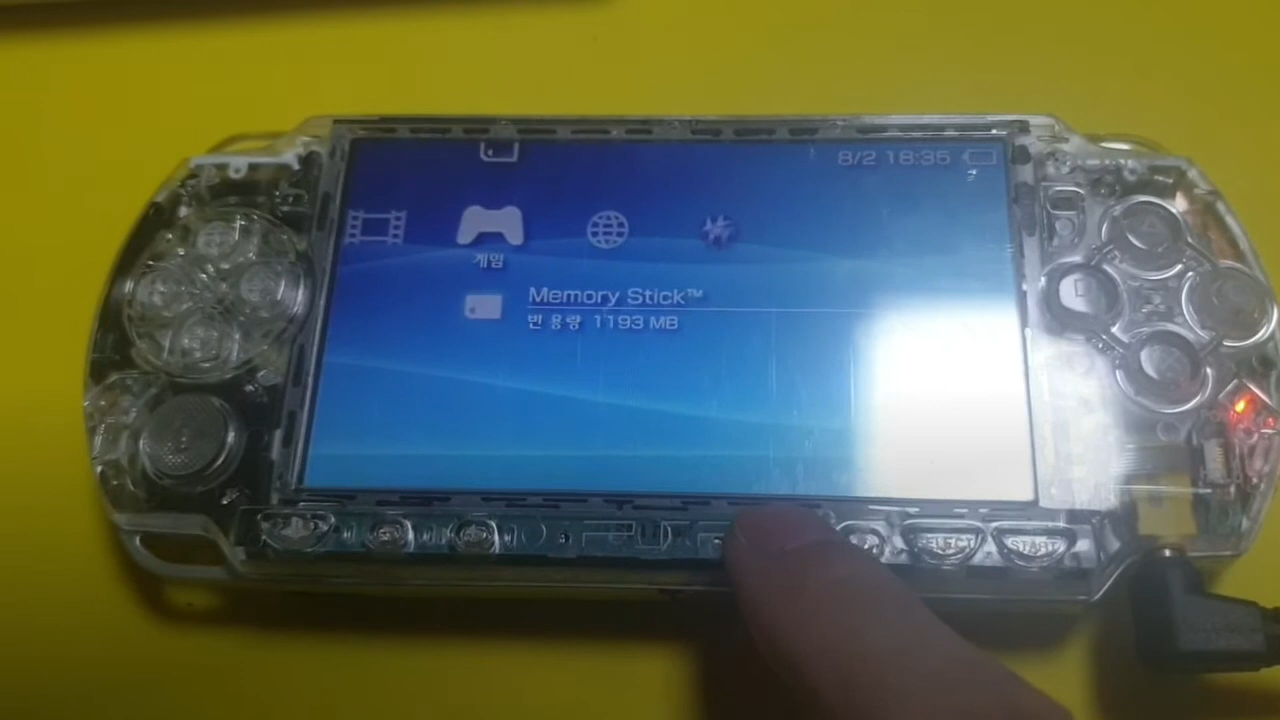 8/2 18:35
게임
Memory Stick™
빈 용량 1193 MB
SELECT
START